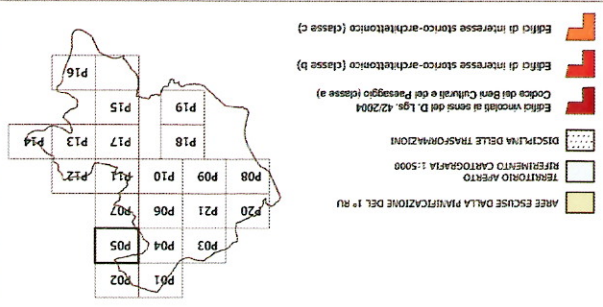 AREE ESCUSE DALLA PIANIFICAZIONE DEL 1° RU
TERRITORIO APERTO
RIFERIMENTO CARTOGRAFIA 1:5000
DISCIPLINA DELLE TRASFORMAZIONI
Edifici vincolati ai sensi del D. Lgs. 42/2004
Codice dei Beni Culturali e del Paesaggio (classe a)
Edifici di interesse storico-architettonico (classe b)
Edifici di interesse storico-architettonico (classe c)
P01 P02
P03 P04 P05
P20 P21 P06 P07
P08 P09 P10 P11 P12
P18 P17 P13 P14
P19 P15
P16